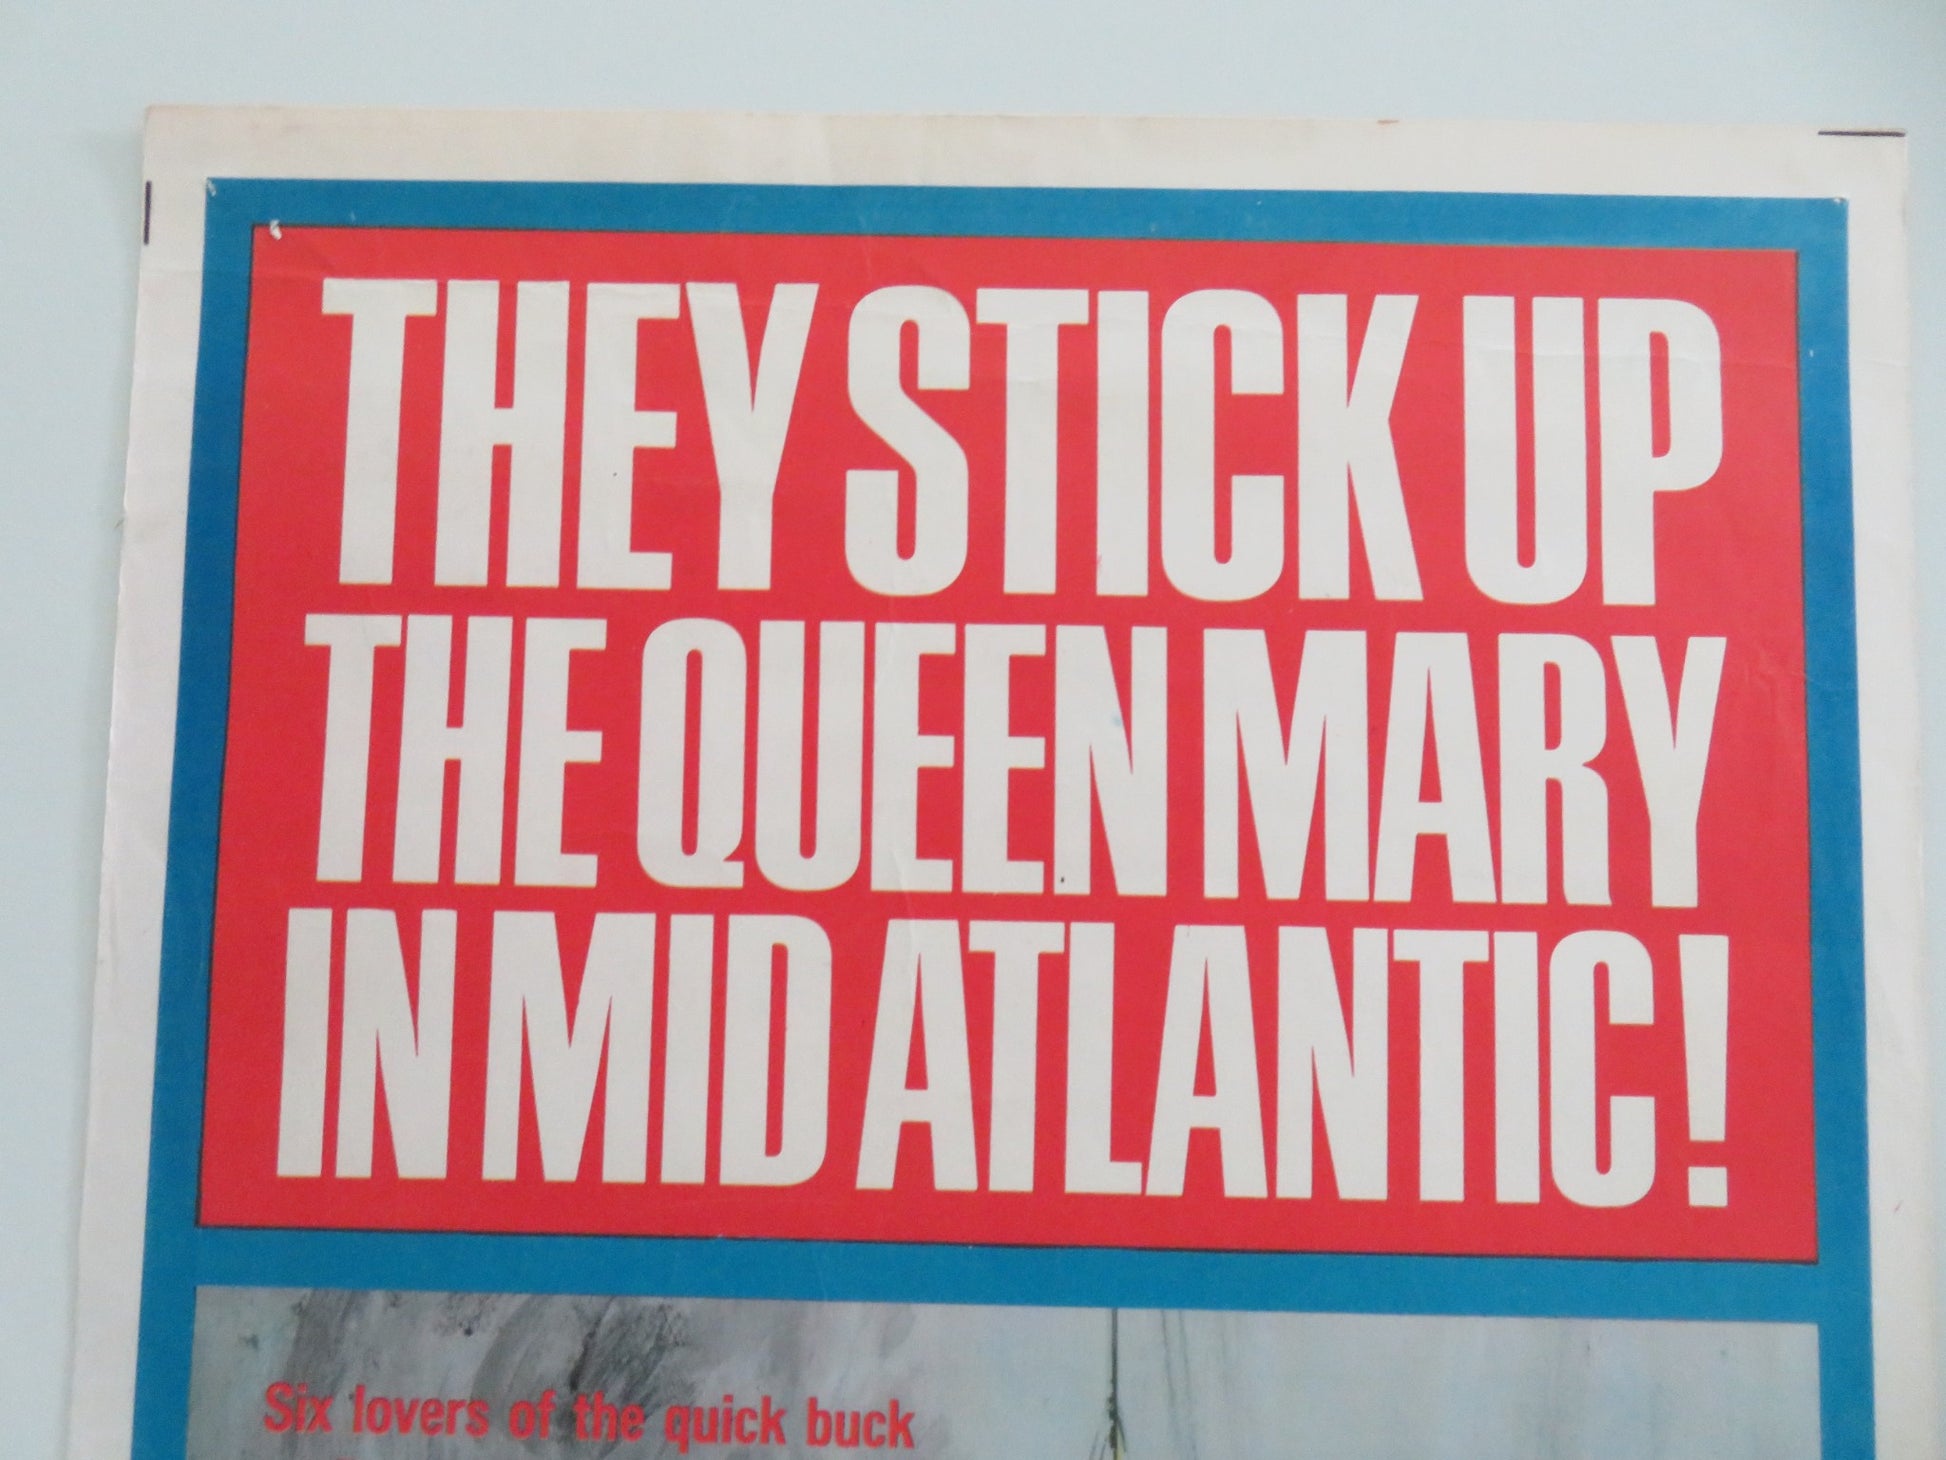 THEY STICK UP
THE QUEEN MARY
IN MID ATLANTIC!
Six lovers of the quick buck